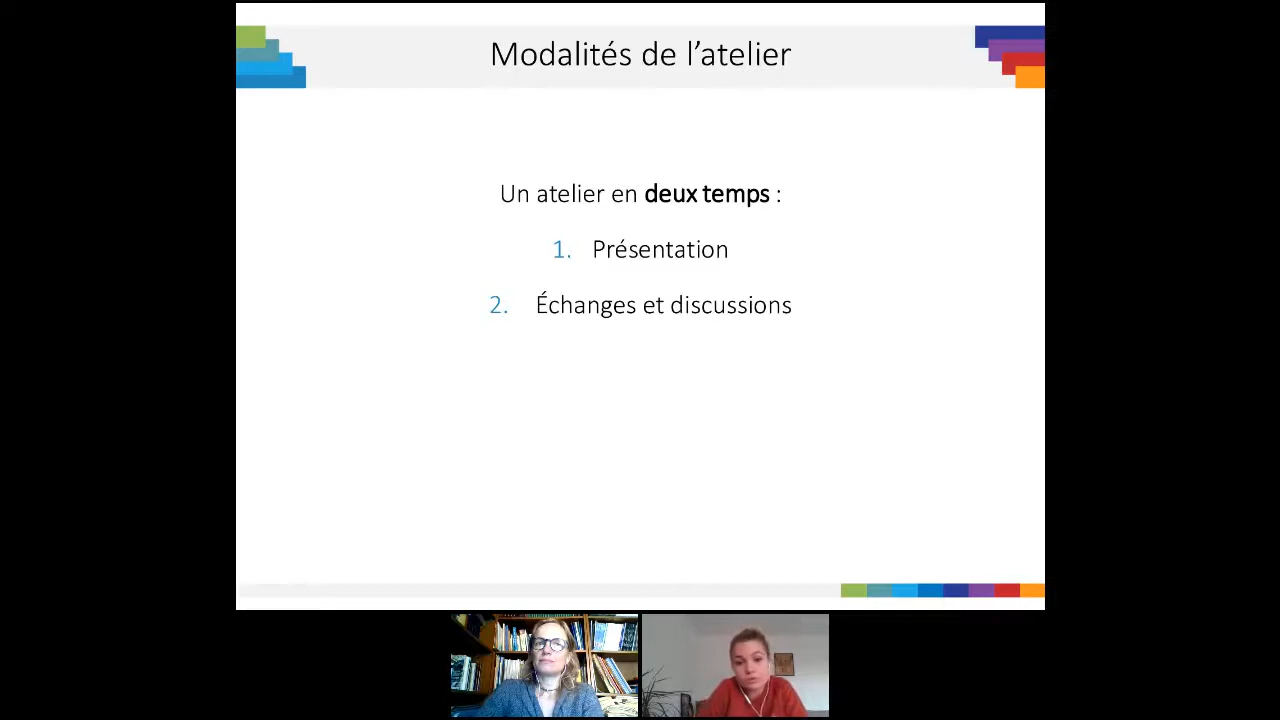 Modalités de l’atelier
Un atelier en deux temps :
1. Présentation
2. Échanges et discussions